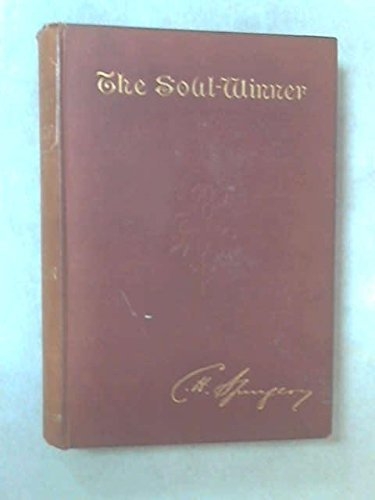 The Soul-Winner
C. H. Spurgeon